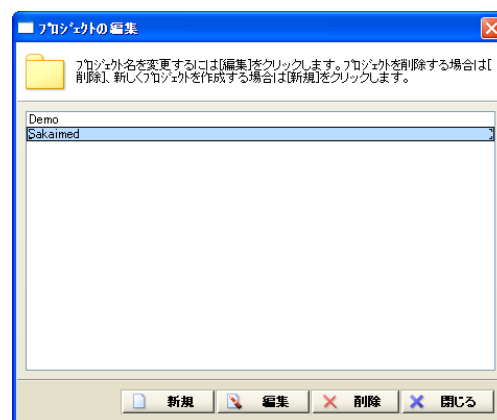 プロジェクトの編集
プロジェクト名を変更するには[編集]をクリックします。プロジェクトを削除する場合は[
削除]、新しくプロジェクトを作成する場合は[新規]をクリックします。
Demo
Sakaimed
新規 編集 削除 閉じる